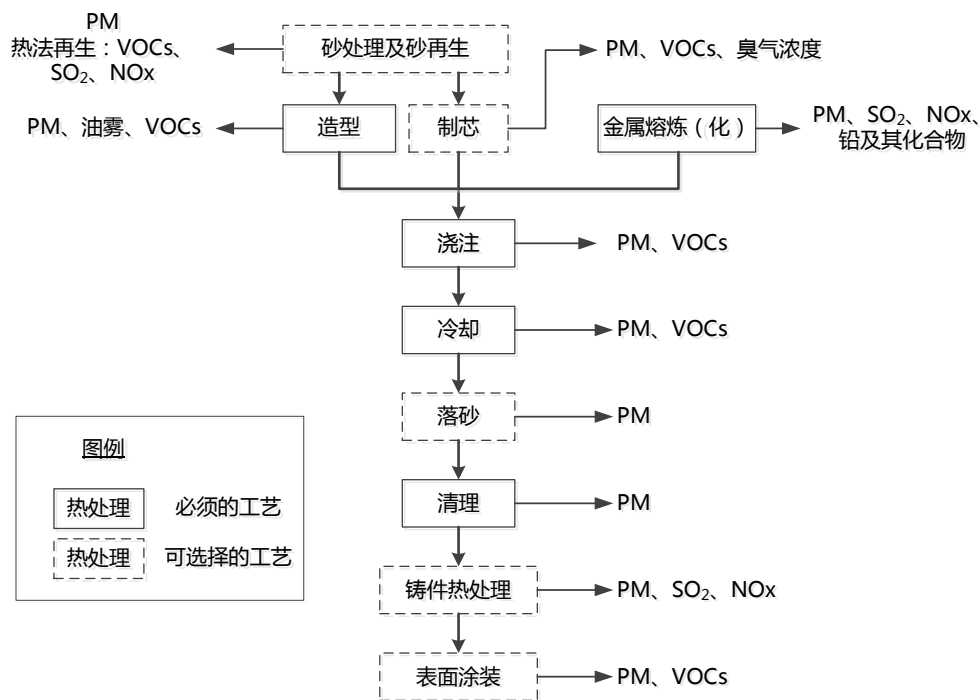 PM
热法再生：VOCs、
SO₂、NOx
砂处理及砂再生
PM、VOCs、臭气浓度
PM、油雾、VOCs
造型
制芯
金属熔炼（化）
PM、SO₂、NOx、
铅及其化合物
浇注
PM、VOCs
冷却
PM、VOCs
落砂
PM
清理
PM
铸件热处理
PM、SO₂、NOx
表面涂装
PM、VOCs
图例
热处理
必须的工艺
热处理
可选择的工艺